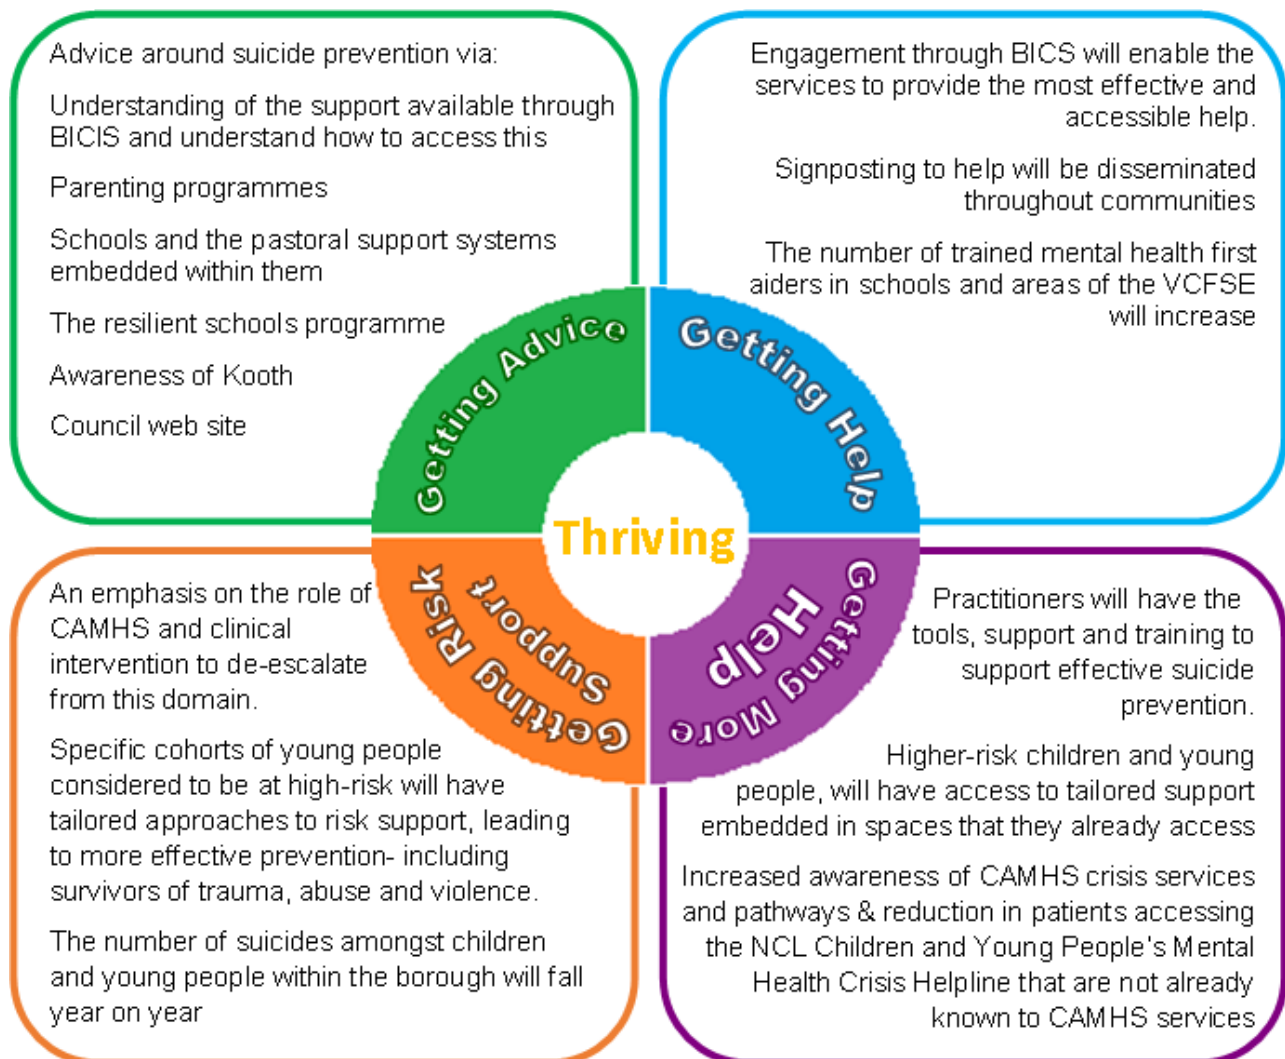 Advice around suicide prevention via:
Understanding of the support available through
BICIS and understand how to access this
Parenting programmes
Schools and the pastoral support systems
embedded within them
The resilient schools programme
Awareness of Kooth
Council web site
Engagement through BICS will enable the
services to provide the most effective and
accessible help.
Signposting to help will be disseminated
throughout communities
The number of trained mental health first
aiders in schools and areas of the VCFSE
will increase
Getting Advice
Getting Help
Thriving
Getting Risk
Support
Getting More
Help
An emphasis on the role of
CAMHS and clinical
intervention to de-escalate
from this domain.
Specific cohorts of young people
considered to be at high-risk will have
tailored approaches to risk support, leading
to more effective prevention- including
survivors of trauma, abuse and violence.
The number of suicides amongst children
and young people within the borough will fall
year on year
Practitioners will have the
tools, support and training to
support effective suicide
prevention.
Higher-risk children and young
people, will have access to tailored support
embedded in spaces that they already access
Increased awareness of CAMHS crisis services
and pathways & reduction in patients accessing
the NCL Children and Young People's Mental
Health Crisis Helpline that are not already
known to CAMHS services